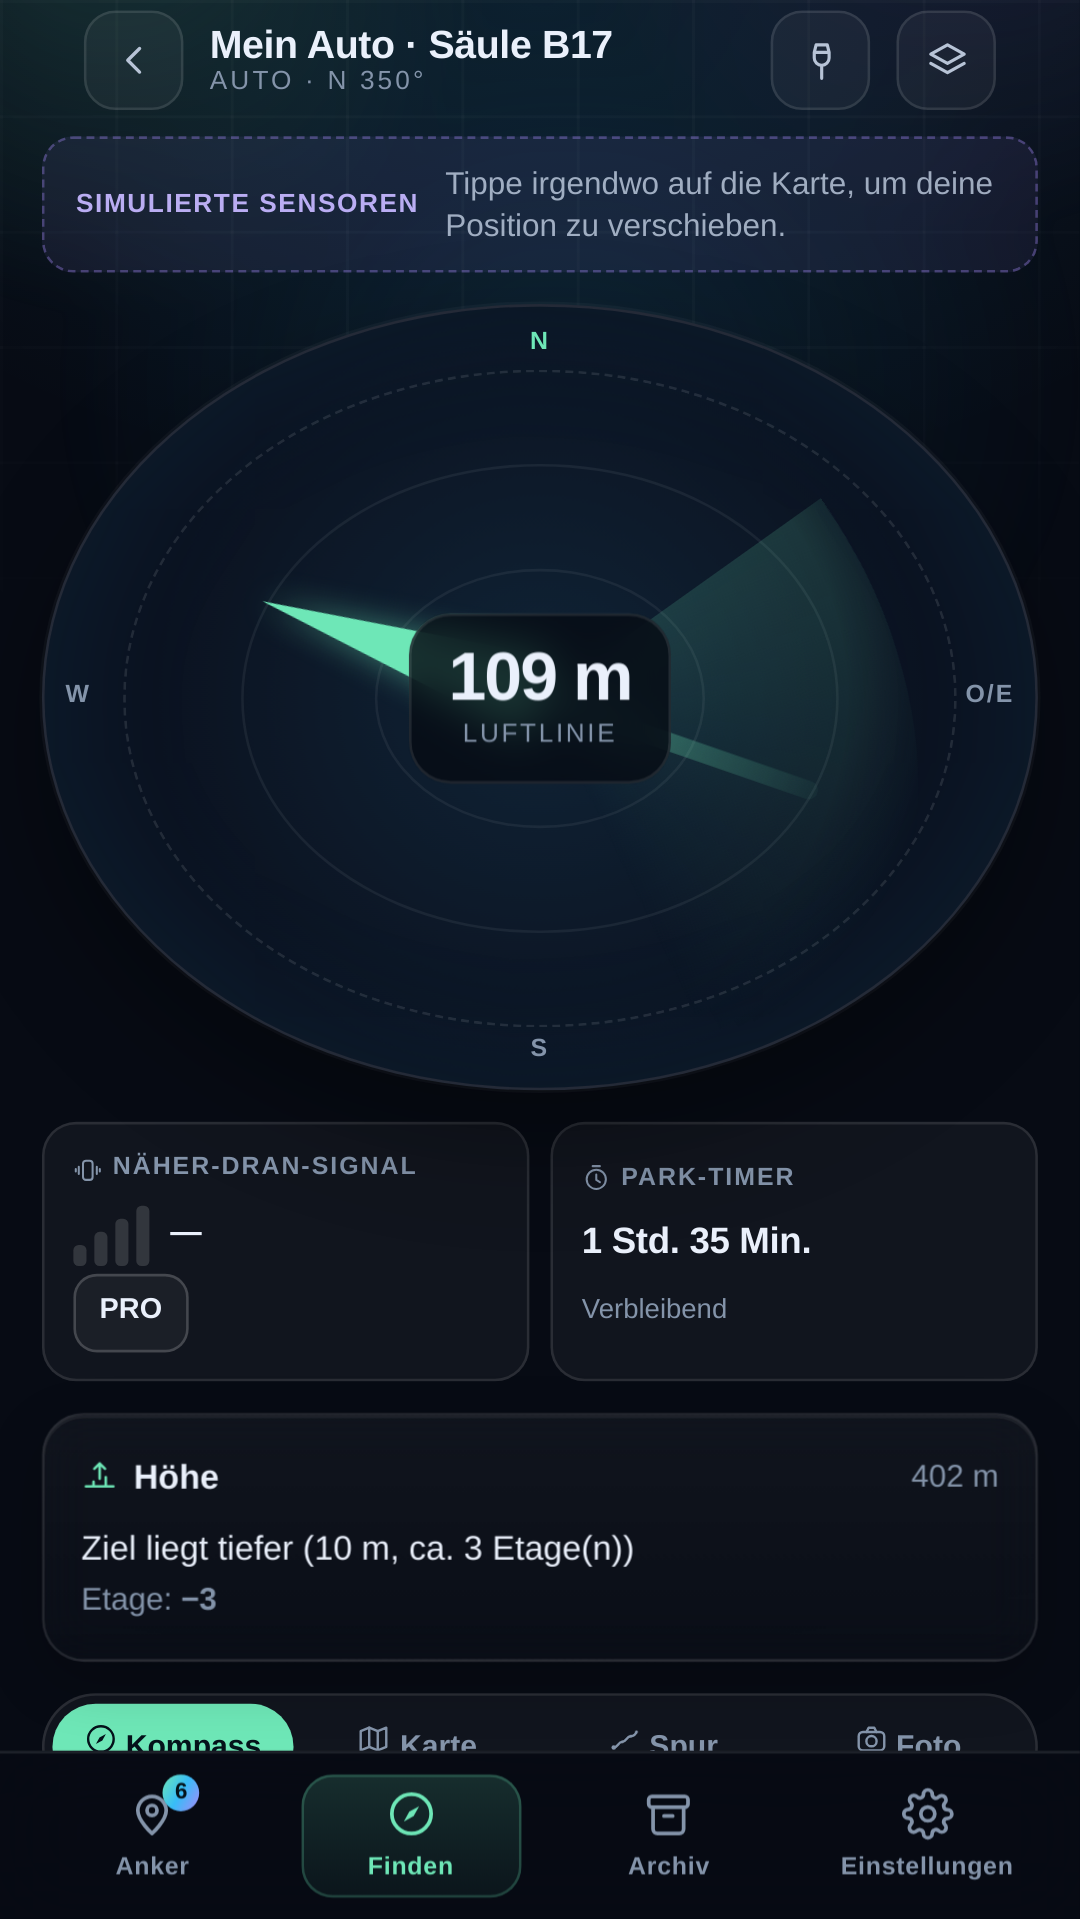 Mein Auto · Säule B17
AUTO · N 350°
SIMULIERTE SENSOREN
Tippe irgendwo auf die Karte, um deine
Position zu verschieben.
N
W
O/E
109 m
LUFTLINIE
S
NÄHER-DRAN-SIGNAL
—
PRO
PARK-TIMER
1 Std. 35 Min.
Verbleibend
Höhe
402 m
Ziel liegt tiefer (10 m, ca. 3 Etage(n))
Etage: −3
Kompass
Karte
Spur
Foto
6
Anker
Finden
Archiv
Einstellungen